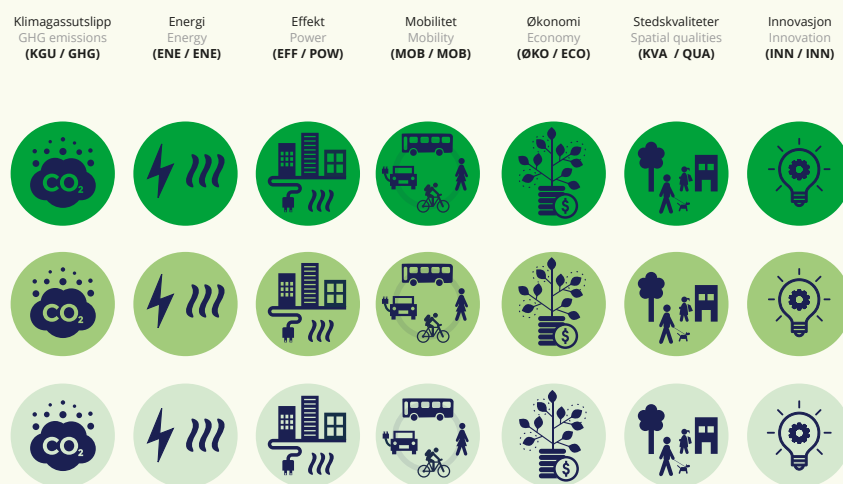 Klimagassutslipp
GHG emissions
(KGU / GHG)
Energi
Energy
(ENE / ENE)
Effekt
Power
(EFF / POW)
Mobilitet
Mobility
(MOB / MOB)
Økonomi
Economy
(ØKO / ECO)
Stedskvaliteter
Spatial qualities
(KVA / QUA)
Innovasjon
Innovation
(INN / INN)
CO2
$
CO2
$
CO2
$